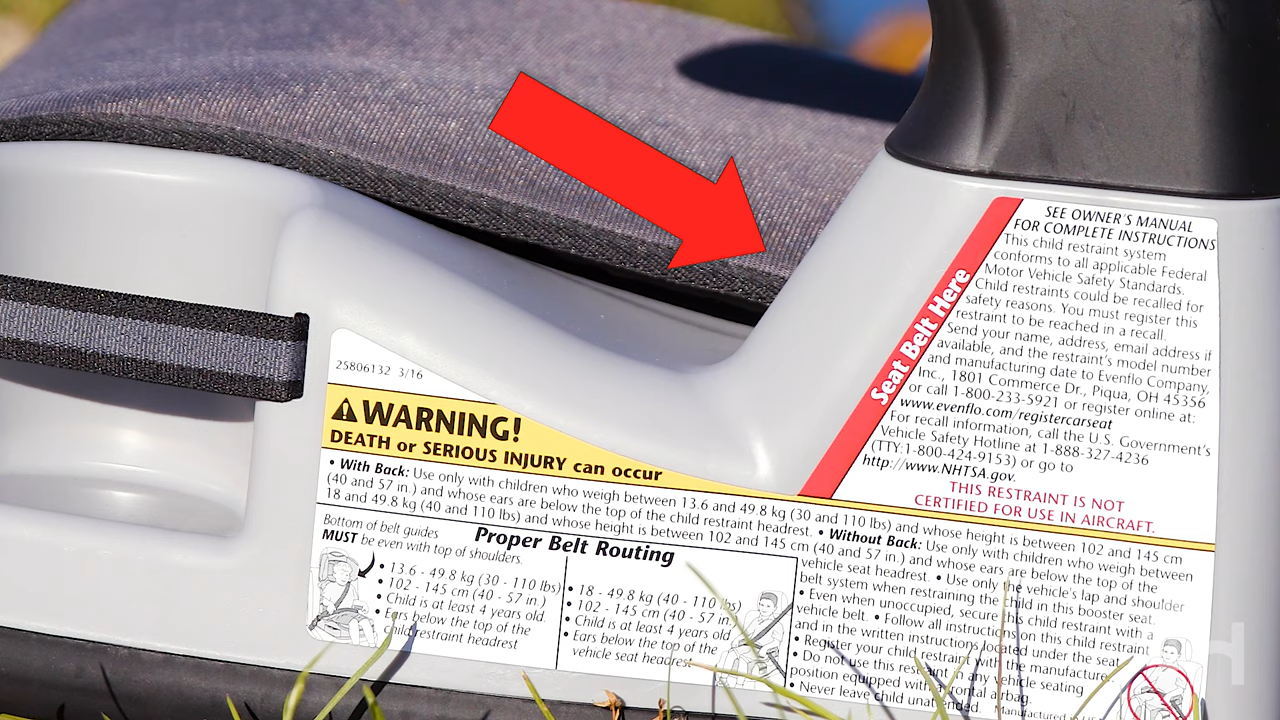 25806132 3/16
WARNING!
DEATH or SERIOUS INJURY can occur
• With Back: Use only with children who weigh between 13.6 and 49.8 kg (30 and 110 lbs) and whose height is between 102 and 145 cm
(40 and 57 in.) and whose ears are below the top of the child restraint headrest. • Without Back: Use only with children who weigh between
18 and 49.8 kg (40 and 110 lbs) and whose height is between 102 and 145 cm (40 and 57 in.) and whose ears are below the top of the
vehicle seat headrest. • Use only the vehicle's lap and shoulder
belt system when restraining the child in this booster seat.
• Even when unoccupied, secure this child restraint with a
vehicle belt. • Follow all instructions on this child restraint
and in the written instructions located under the seat.
• Register your child restraint with the manufacturer.
• Do not use this restraint in any vehicle seating
position equipped with a frontal airbag.
• Never leave child unattended.
Manufactured in
Proper Belt Routing
Bottom of belt guides
MUST be even with top of shoulders.
• 13.6 - 49.8 kg (30 - 110 lbs)
• 102 - 145 cm (40 - 57 in.)
• Child is at least 4 years old.
• Ears below the top of the
child restraint headrest
• 18 - 49.8 kg (40 - 110 lbs)
• 102 - 145 cm (40 - 57 in.)
• Child is at least 4 years old
• Ears below the top of the
vehicle seat headrest
Seat Belt Here
SEE OWNER'S MANUAL
FOR COMPLETE INSTRUCTIONS
This child restraint system
conforms to all applicable Federal
Motor Vehicle Safety Standards.
Child restraints could be recalled for
safety reasons. You must register this
restraint to be reached in a recall.
Send your name, address, email address if
available, and the restraint's model number
and manufacturing date to Evenflo Company,
Inc, 1801 Commerce Dr., Piqua, OH 45356
or call 1-800-233-5921 or register online at:
www.evenflo.com/registercarseat
For recall information, call the U.S. Government's
Vehicle Safety Hotline at 1-888-327-4236
(TTY:1-800-424-9153) or go to
http://www.NHTSA.gov.
THIS RESTRAINT IS NOT
CERTIFIED FOR USE IN AIRCRAFT.